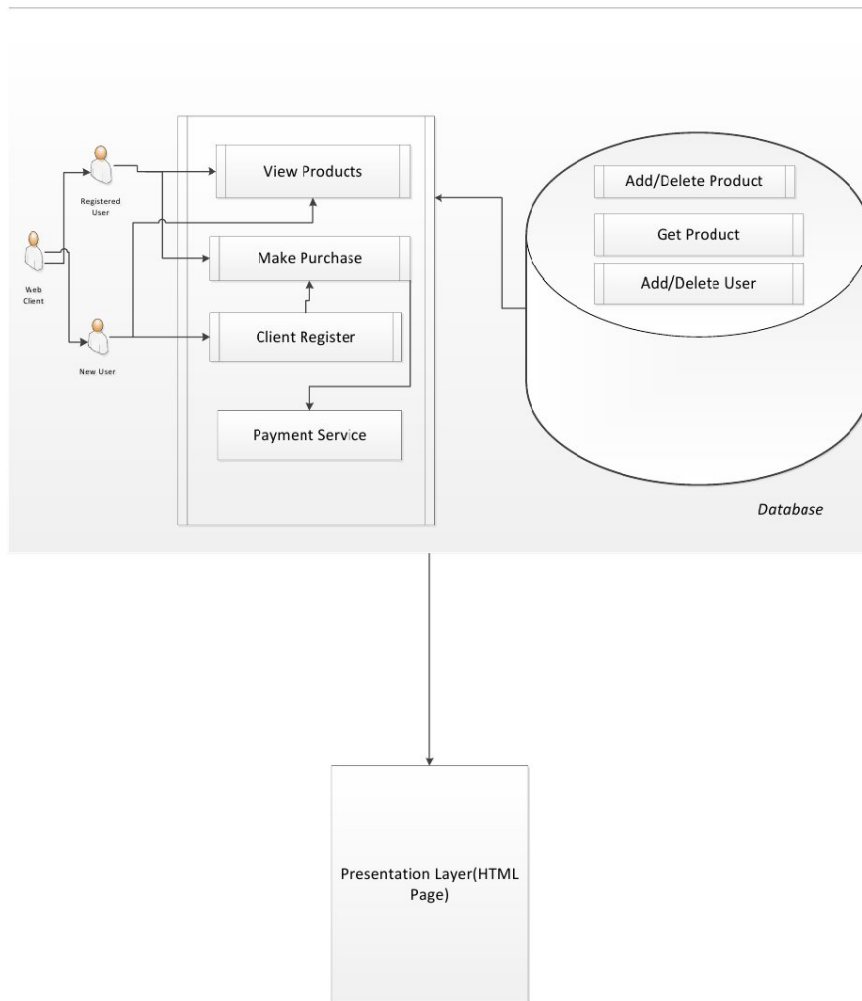 View Products
Add/Delete Product
Registered
User
Get Product
Make Purchase
Add/Delete User
Web
Client
Client Register
New User
Payment Service
Database
Presentation Layer(HTML
Page)